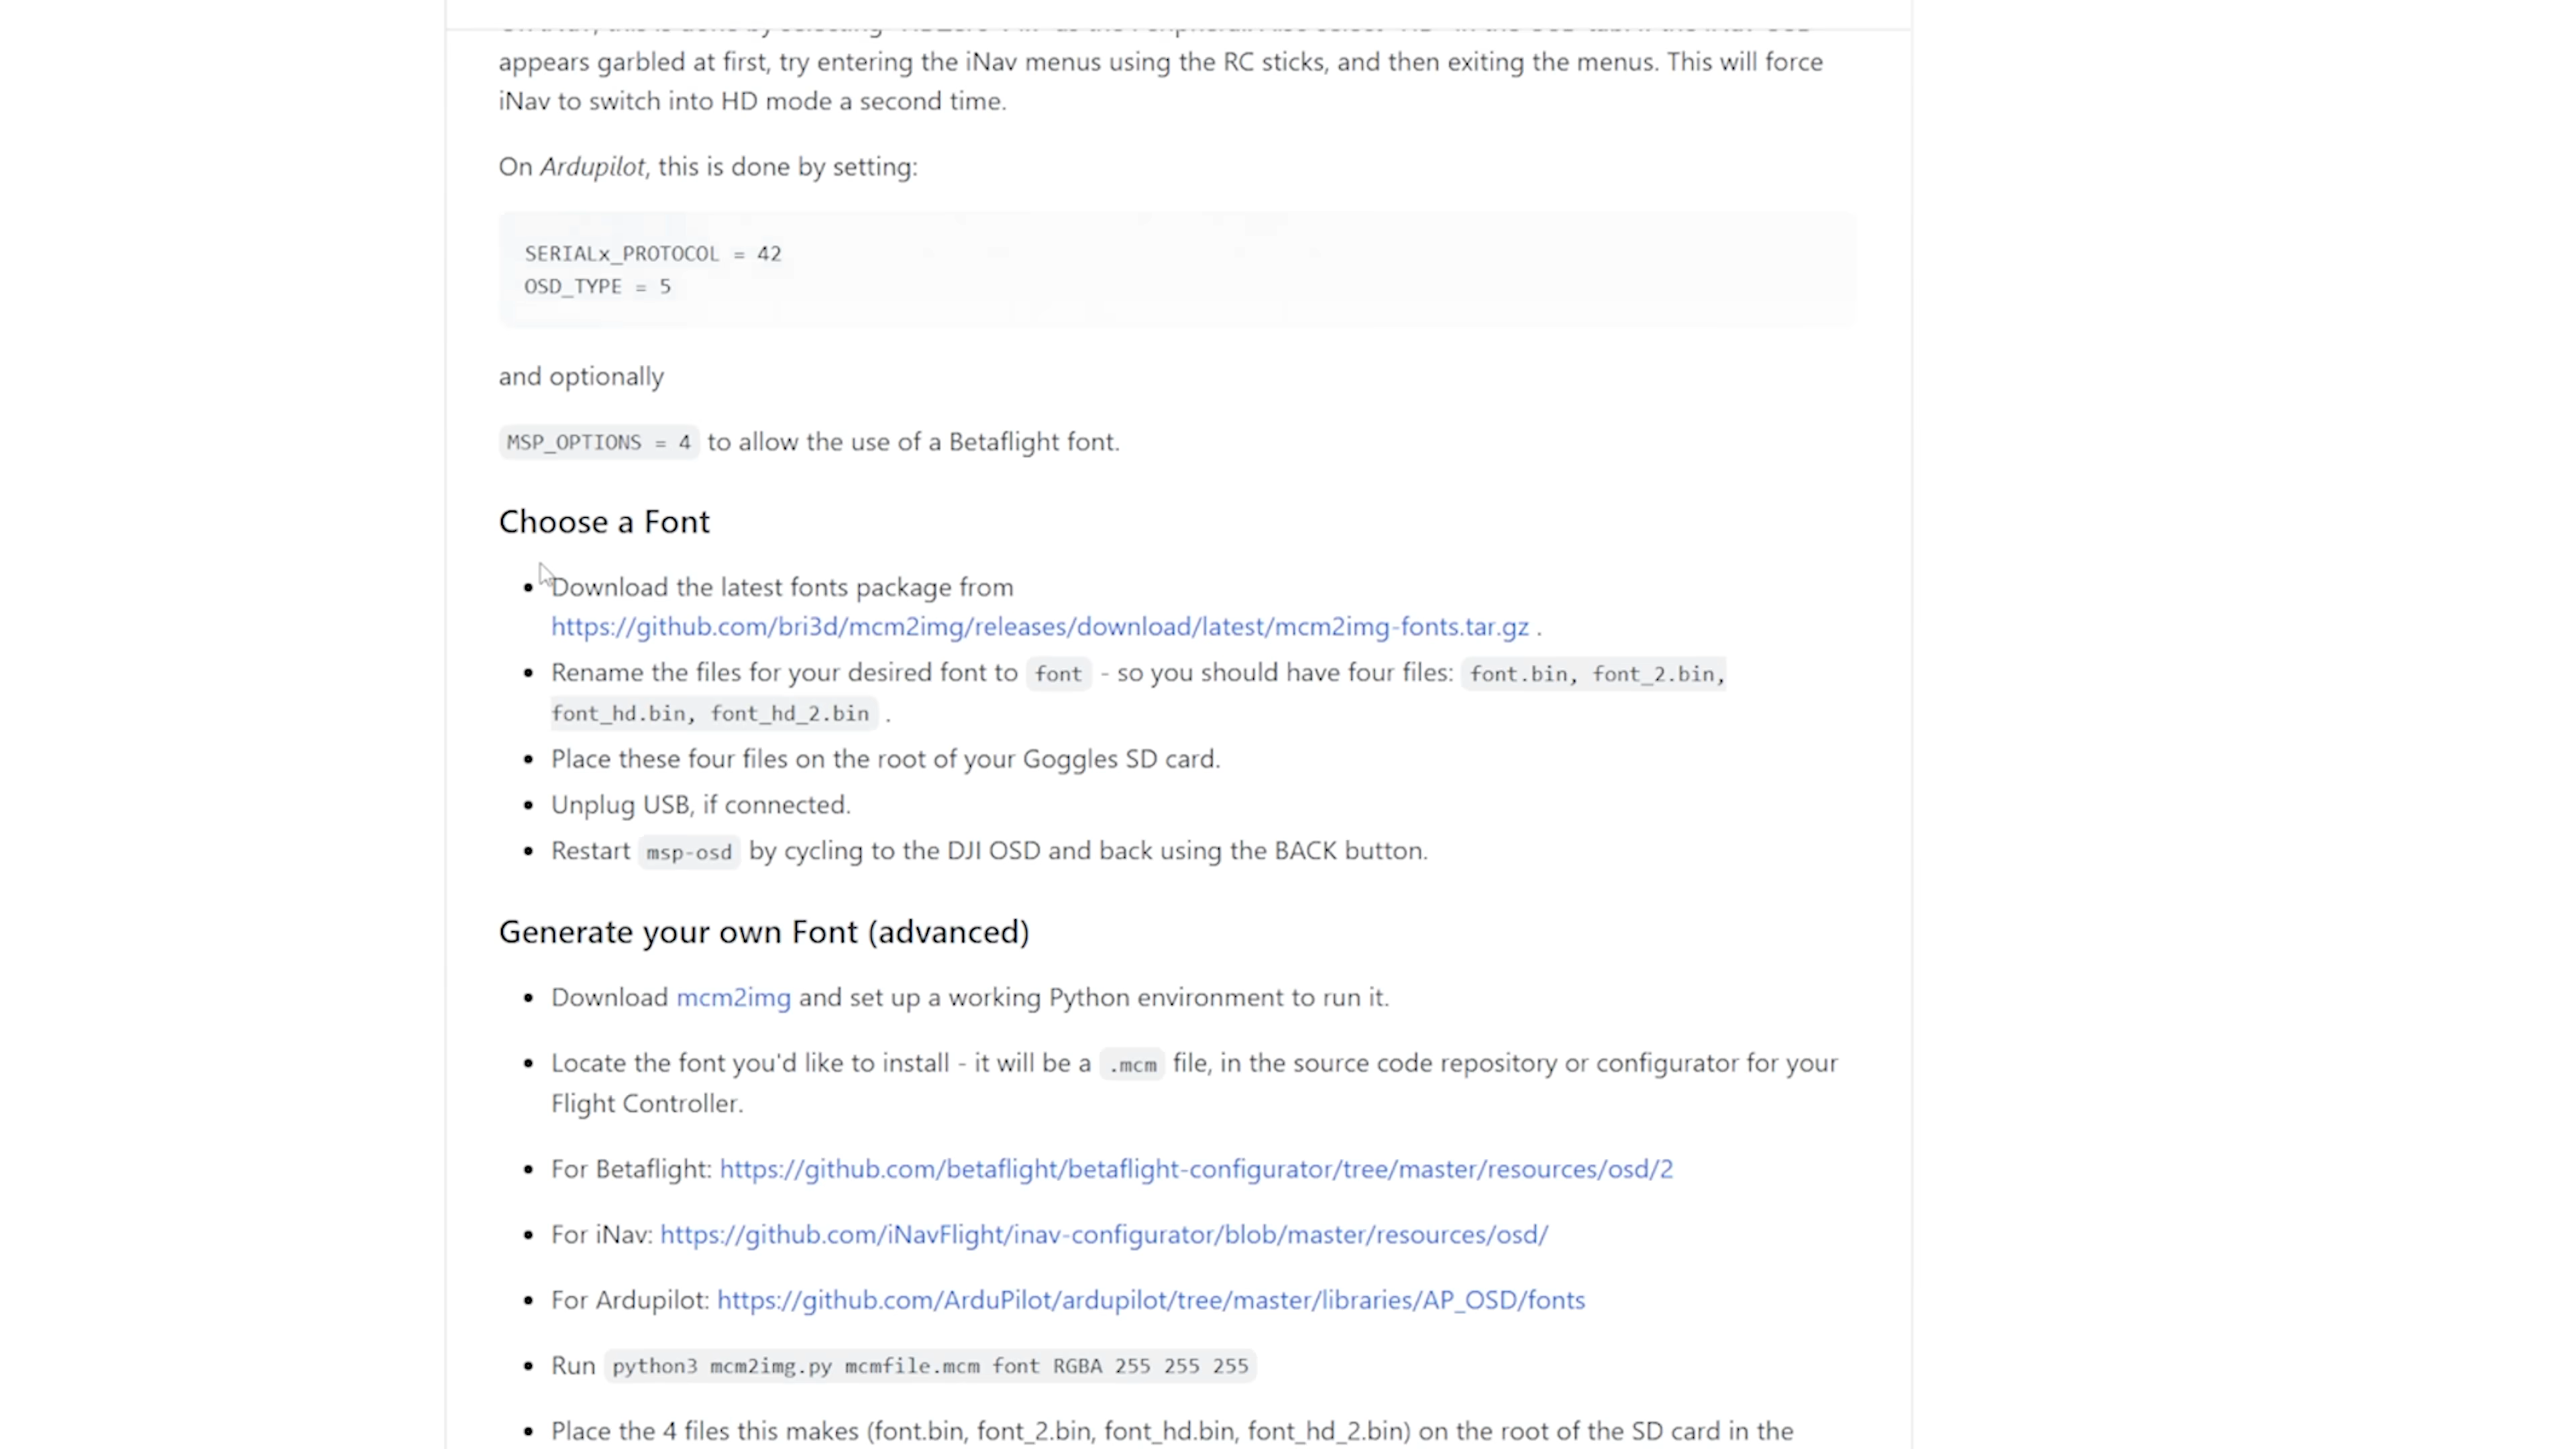 appears garbled at first, try entering the iNav menus using the RC sticks, and then exiting the menus. This will force
iNav to switch into HD mode a second time.
On Ardupilot, this is done by setting:
SERIALx_PROTOCOL = 42
OSD_TYPE = 5
and optionally
MSP_OPTIONS = 4 to allow the use of a Betaflight font.
Choose a Font
• Download the latest fonts package from
https://github.com/bri3d/mcm2img/releases/download/latest/mcm2img-fonts.tar.gz .
• Rename the files for your desired font to font - so you should have four files: font.bin, font_2.bin,
font_hd.bin, font_hd_2.bin .
• Place these four files on the root of your Goggles SD card.
• Unplug USB, if connected.
• Restart msp-osd by cycling to the DJI OSD and back using the BACK button.
Generate your own Font (advanced)
• Download mcm2img and set up a working Python environment to run it.
• Locate the font you'd like to install - it will be a .mcm file, in the source code repository or configurator for your
Flight Controller.
• For Betaflight: https://github.com/betaflight/betaflight-configurator/tree/master/resources/osd/2
• For iNav: https://github.com/iNavFlight/inav-configurator/blob/master/resources/osd/
• For Ardupilot: https://github.com/ArduPilot/ardupilot/tree/master/libraries/AP_OSD/fonts
• Run python3 mcm2img.py mcmfile.mcm font RGBA 255 255 255
• Place the 4 files this makes (font.bin, font_2.bin, font_hd.bin, font_hd_2.bin) on the root of the SD card in the